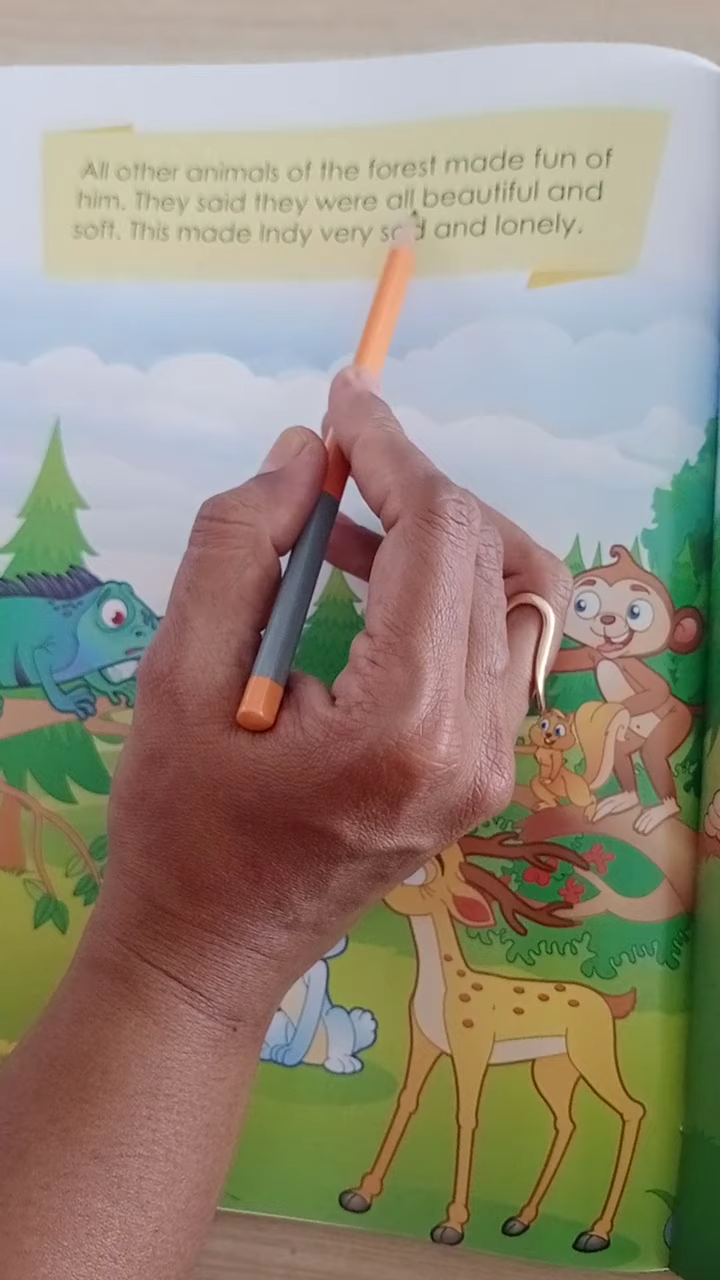 All other animals of the forest made fun of
him. They said they were all beautiful and
soft. This made Indy very sad and lonely.